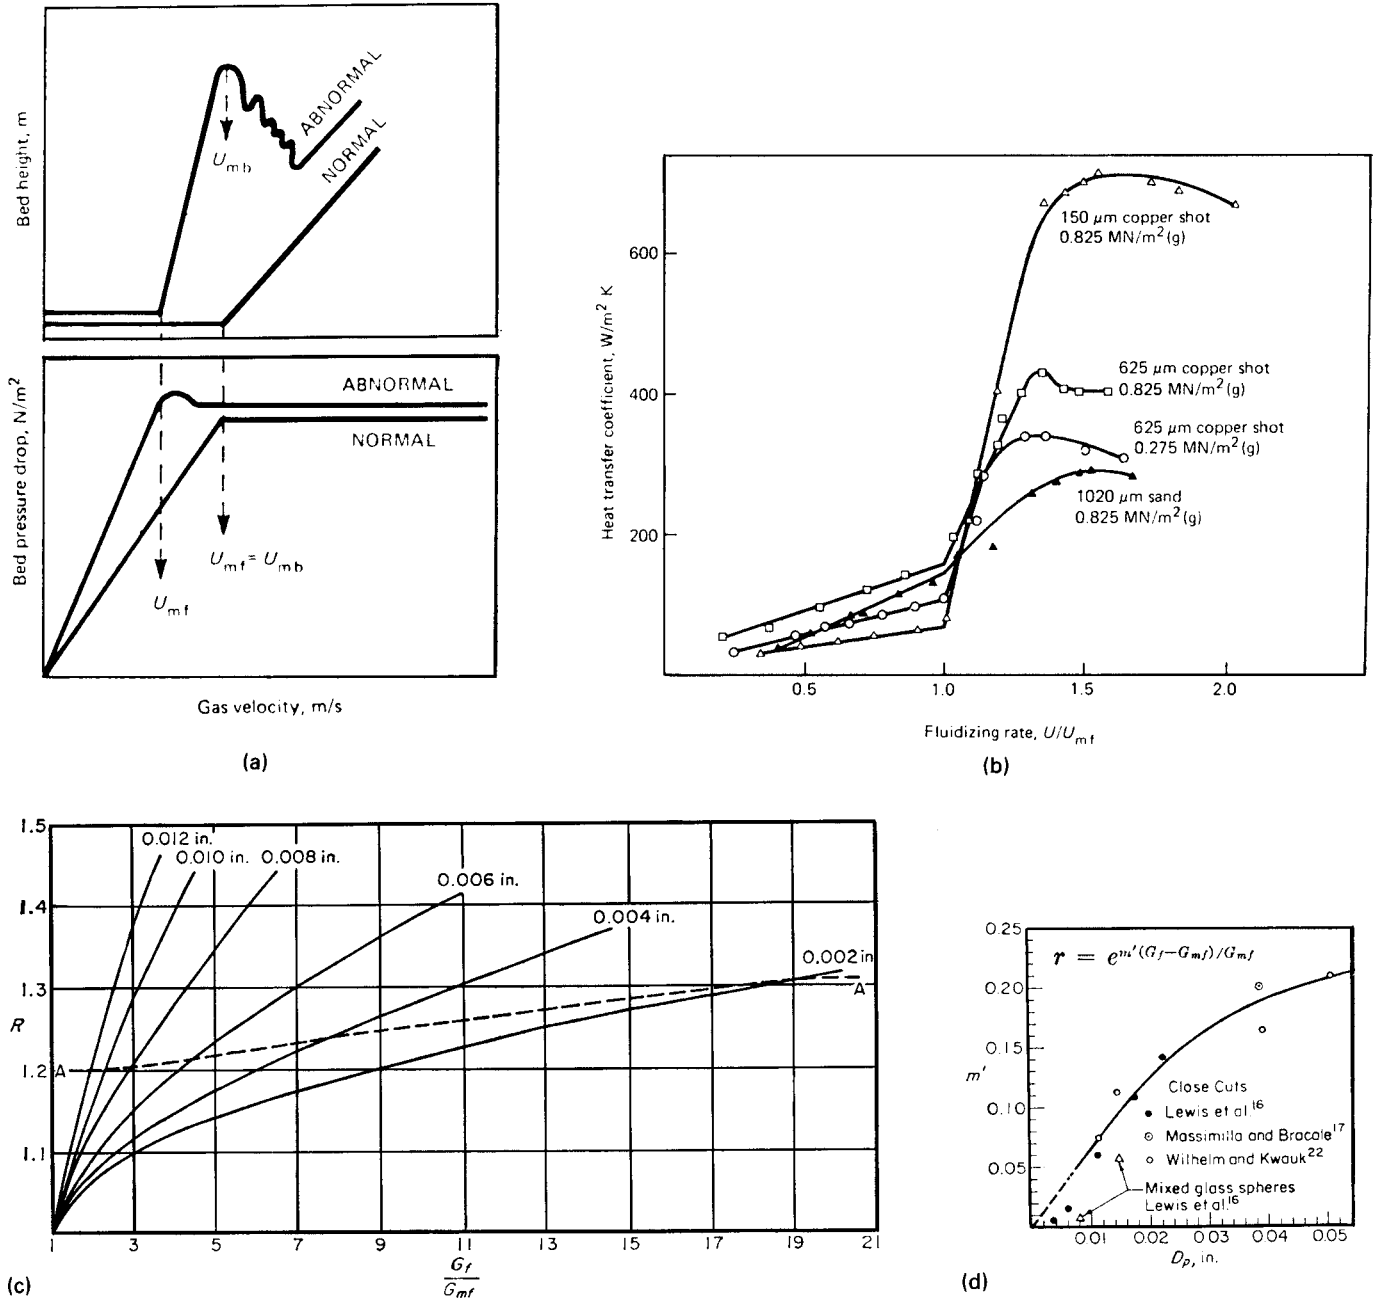 Bed height, m
U mb
ABNORMAL
NORMAL
Bed pressure drop, N/m²
ABNORMAL
NORMAL
U mf = U mb
U mf
Gas velocity, m/s
(a)
Heat transfer coefficient, W/m² K
600
400
200
150 μm copper shot
0.825 MN/m² (g)
625 μm copper shot
0.825 MN/m² (g)
625 μm copper shot
0.275 MN/m² (g)
1020 μm sand
0.825 MN/m² (g)
0.5 1.0 1.5 2.0
Fluidizing rate, U/U mf
(b)
1.5
1.4
1.3
R
1.2
1.1
0.012 in.
0.010 in.
0.008 in.
0.006 in.
0.004 in.
0.002 in
A
A
1 3 5 7 9 11 13 15 17 19 21
G_f
G_mf
(c)
0.25
0.20
0.15
m'
0.10
0.05
r = e^m'(G_f–G_mf)/G_mf
Close Cuts
Lewis et al.¹⁶
Massimilla and Bracale¹⁷
Wilhelm and Kwauk²²
Mixed glass spheres
Lewis et al.¹⁶
0.01 0.02 0.03 0.04 0.05
D_p, in.
(d)